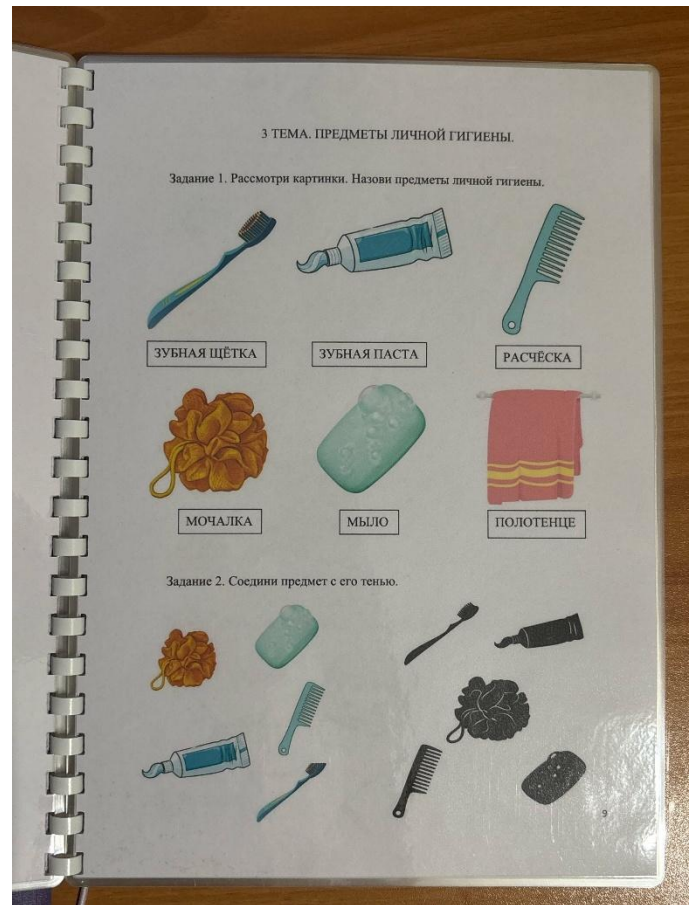 3 ТЕМА. ПРЕДМЕТЫ ЛИЧНОЙ ГИГИЕНЫ.
Задание 1. Рассмотри картинки. Назови предметы личной гигиены.
ЗУБНАЯ ЩЁТКА
ЗУБНАЯ ПАСТА
РАСЧЁСКА
МОЧАЛКА
МЫЛО
ПОЛОТЕНЦЕ
Задание 2. Соедини предмет с его тенью.
9